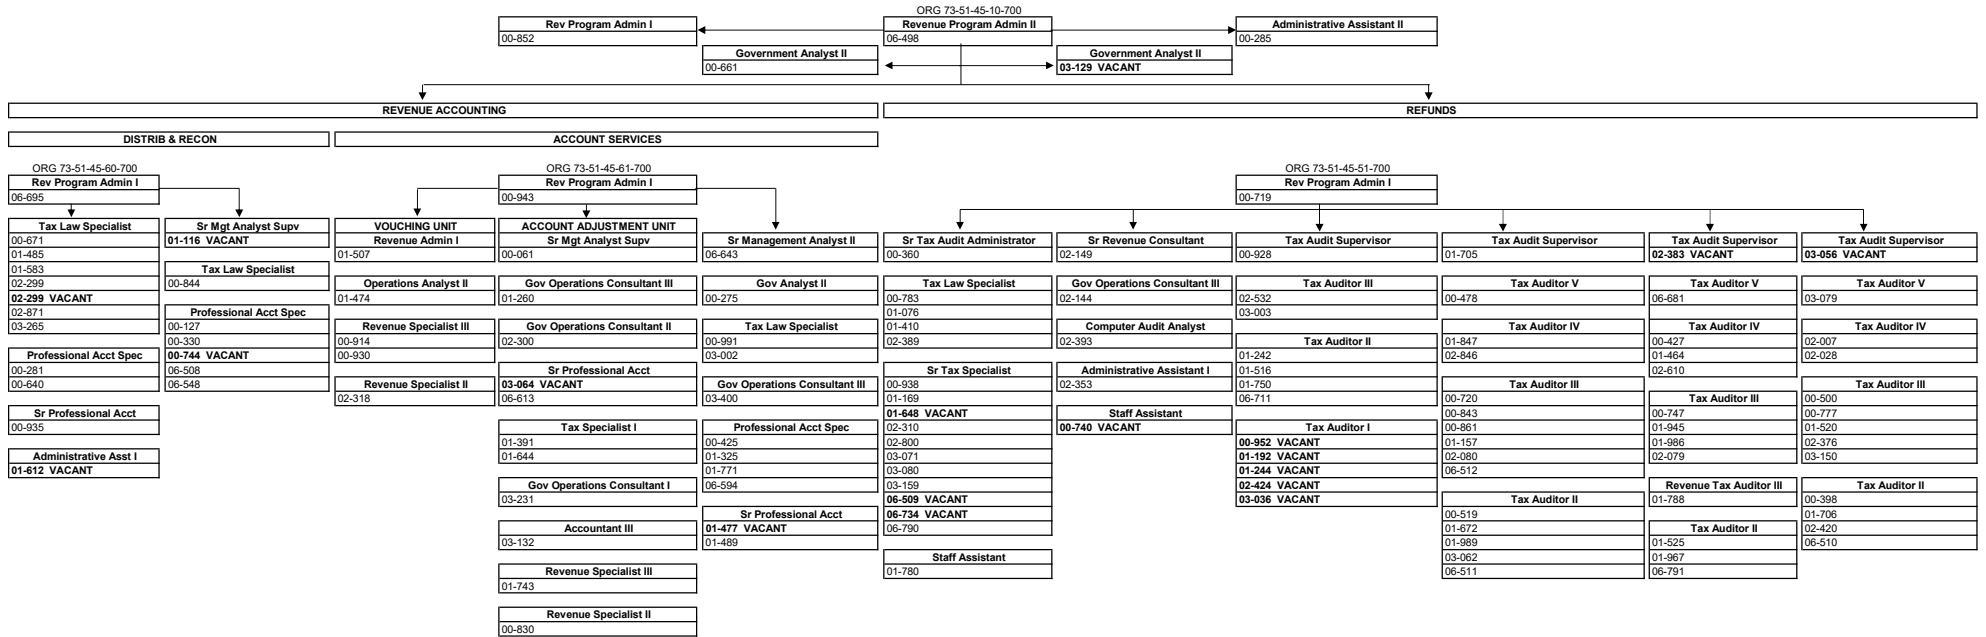 ORG 73-51-45-10-700
Rev Program Admin I
00-852
Revenue Program Admin II
06-498
Administrative Assistant II
00-285
Government Analyst II
00-661
Government Analyst II
03-129 VACANT
REVENUE ACCOUNTING
REFUNDS
DISTRIB & RECON
ACCOUNT SERVICES
ORG 73-51-45-60-700
Rev Program Admin I
06-695
Tax Law Specialist
00-671
01-485
01-583
02-299
02-299 VACANT
02-871
03-265
Professional Acct Spec
00-281
00-640
Sr Professional Acct
00-935
Administrative Asst I
01-612 VACANT
Sr Mgt Analyst Supv
01-116 VACANT
Tax Law Specialist
00-844
Professional Acct Spec
00-127
00-330
00-744 VACANT
06-508
06-548
ORG 73-51-45-61-700
Rev Program Admin I
00-943
VOUCHING UNIT
Revenue Admin I
01-507
Operations Analyst II
01-474
Revenue Specialist III
00-914
00-930
Revenue Specialist II
02-318
ACCOUNT ADJUSTMENT UNIT
Sr Mgt Analyst Supv
00-061
Gov Operations Consultant III
01-260
Gov Operations Consultant II
02-300
Sr Professional Acct
03-064 VACANT
06-613
Tax Specialist I
01-391
01-644
Gov Operations Consultant I
03-231
Accountant III
03-132
Revenue Specialist III
01-743
Revenue Specialist II
00-830
Sr Management Analyst II
06-643
Gov Analyst II
00-275
Tax Law Specialist
00-991
03-002
Gov Operations Consultant III
03-400
Professional Acct Spec
00-425
01-325
01-771
06-594
Sr Professional Acct
01-477 VACANT
01-489
ORG 73-51-45-51-700
Rev Program Admin I
00-719
Sr Tax Audit Administrator
00-360
Tax Law Specialist
00-783
01-076
01-410
02-389
Sr Tax Specialist
00-938
01-169
01-648 VACANT
02-310
02-800
03-071
03-080
03-159
06-509 VACANT
06-734 VACANT
06-790
Staff Assistant
01-780
Sr Revenue Consultant
02-149
Gov Operations Consultant III
02-144
Computer Audit Analyst
02-393
Administrative Assistant I
02-353
Staff Assistant
00-740 VACANT
Tax Audit Supervisor
00-928
Tax Auditor III
02-532
03-003
Tax Auditor II
01-242
01-516
01-750
06-711
Tax Auditor I
00-952 VACANT
01-192 VACANT
01-244 VACANT
02-424 VACANT
03-036 VACANT
Tax Audit Supervisor
01-705
Tax Auditor V
00-478
Tax Auditor IV
01-847
02-846
Tax Auditor III
00-720
00-843
00-861
01-157
02-080
06-512
Tax Auditor II
00-519
01-672
01-989
03-062
06-511
Tax Audit Supervisor
02-383 VACANT
Tax Auditor V
06-681
Tax Auditor IV
00-427
01-464
02-610
Tax Auditor III
00-747
01-945
01-986
02-079
Revenue Tax Auditor III
01-788
Tax Auditor II
01-525
01-967
06-791
Tax Audit Supervisor
03-056 VACANT
Tax Auditor V
03-079
Tax Auditor IV
02-007
02-028
Tax Auditor III
00-500
00-777
01-520
02-376
03-150
Tax Auditor II
00-398
01-706
02-420
06-510